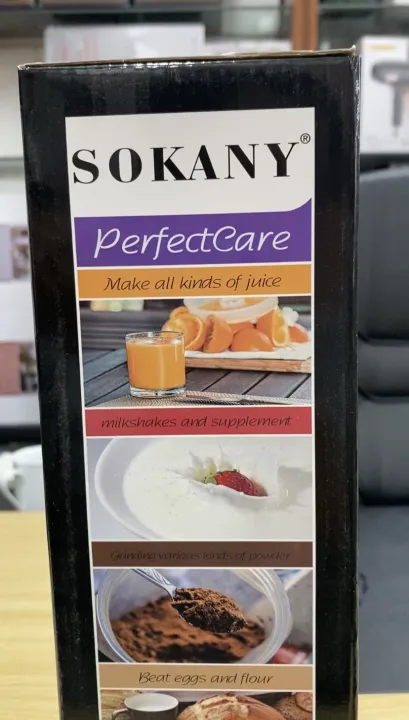 SOKANY®
PerfectCare
Make all kinds of juice
milkshakes and supplement
Grinding various kinds of powder
Beat eggs and flour